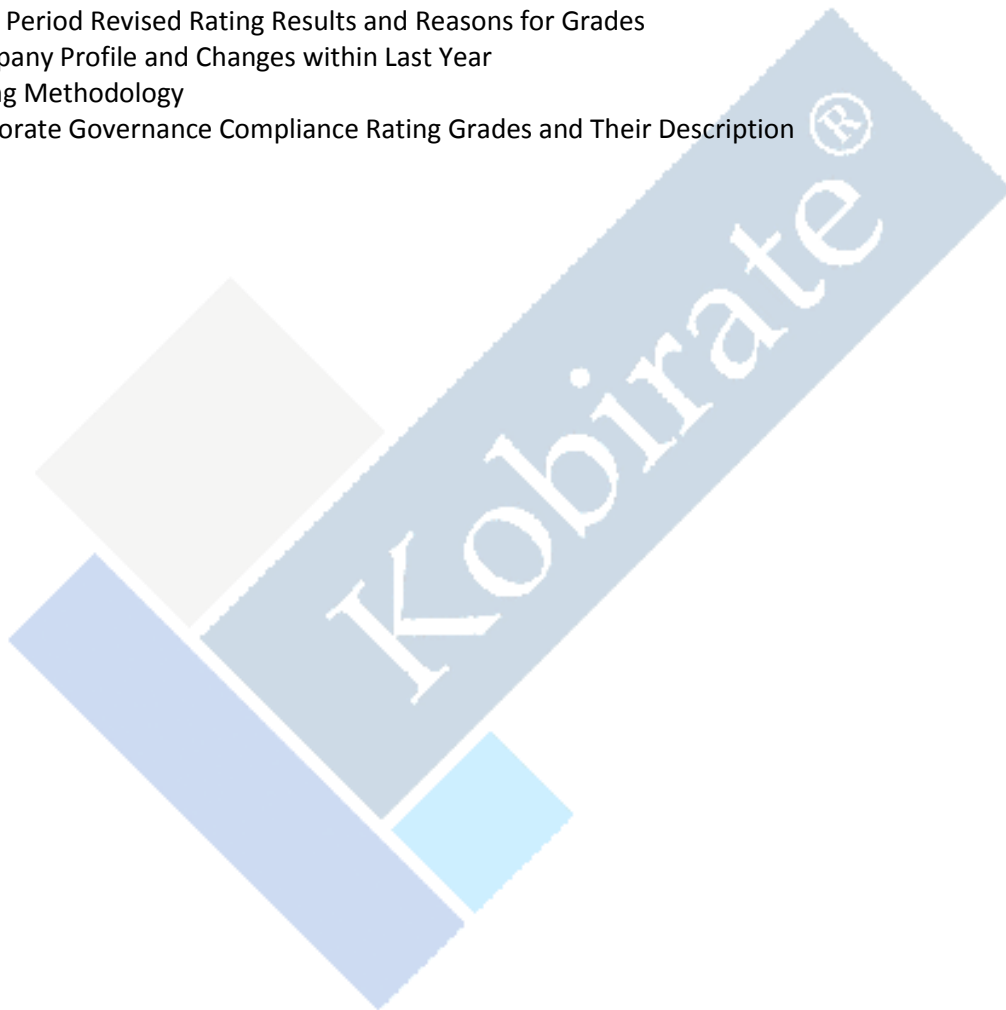 Period Revised Rating Results and Reasons for Grades
pany Profile and Changes within Last Year
g Methodology
orate Governance Compliance Rating Grades and Their Description
Kobirate®